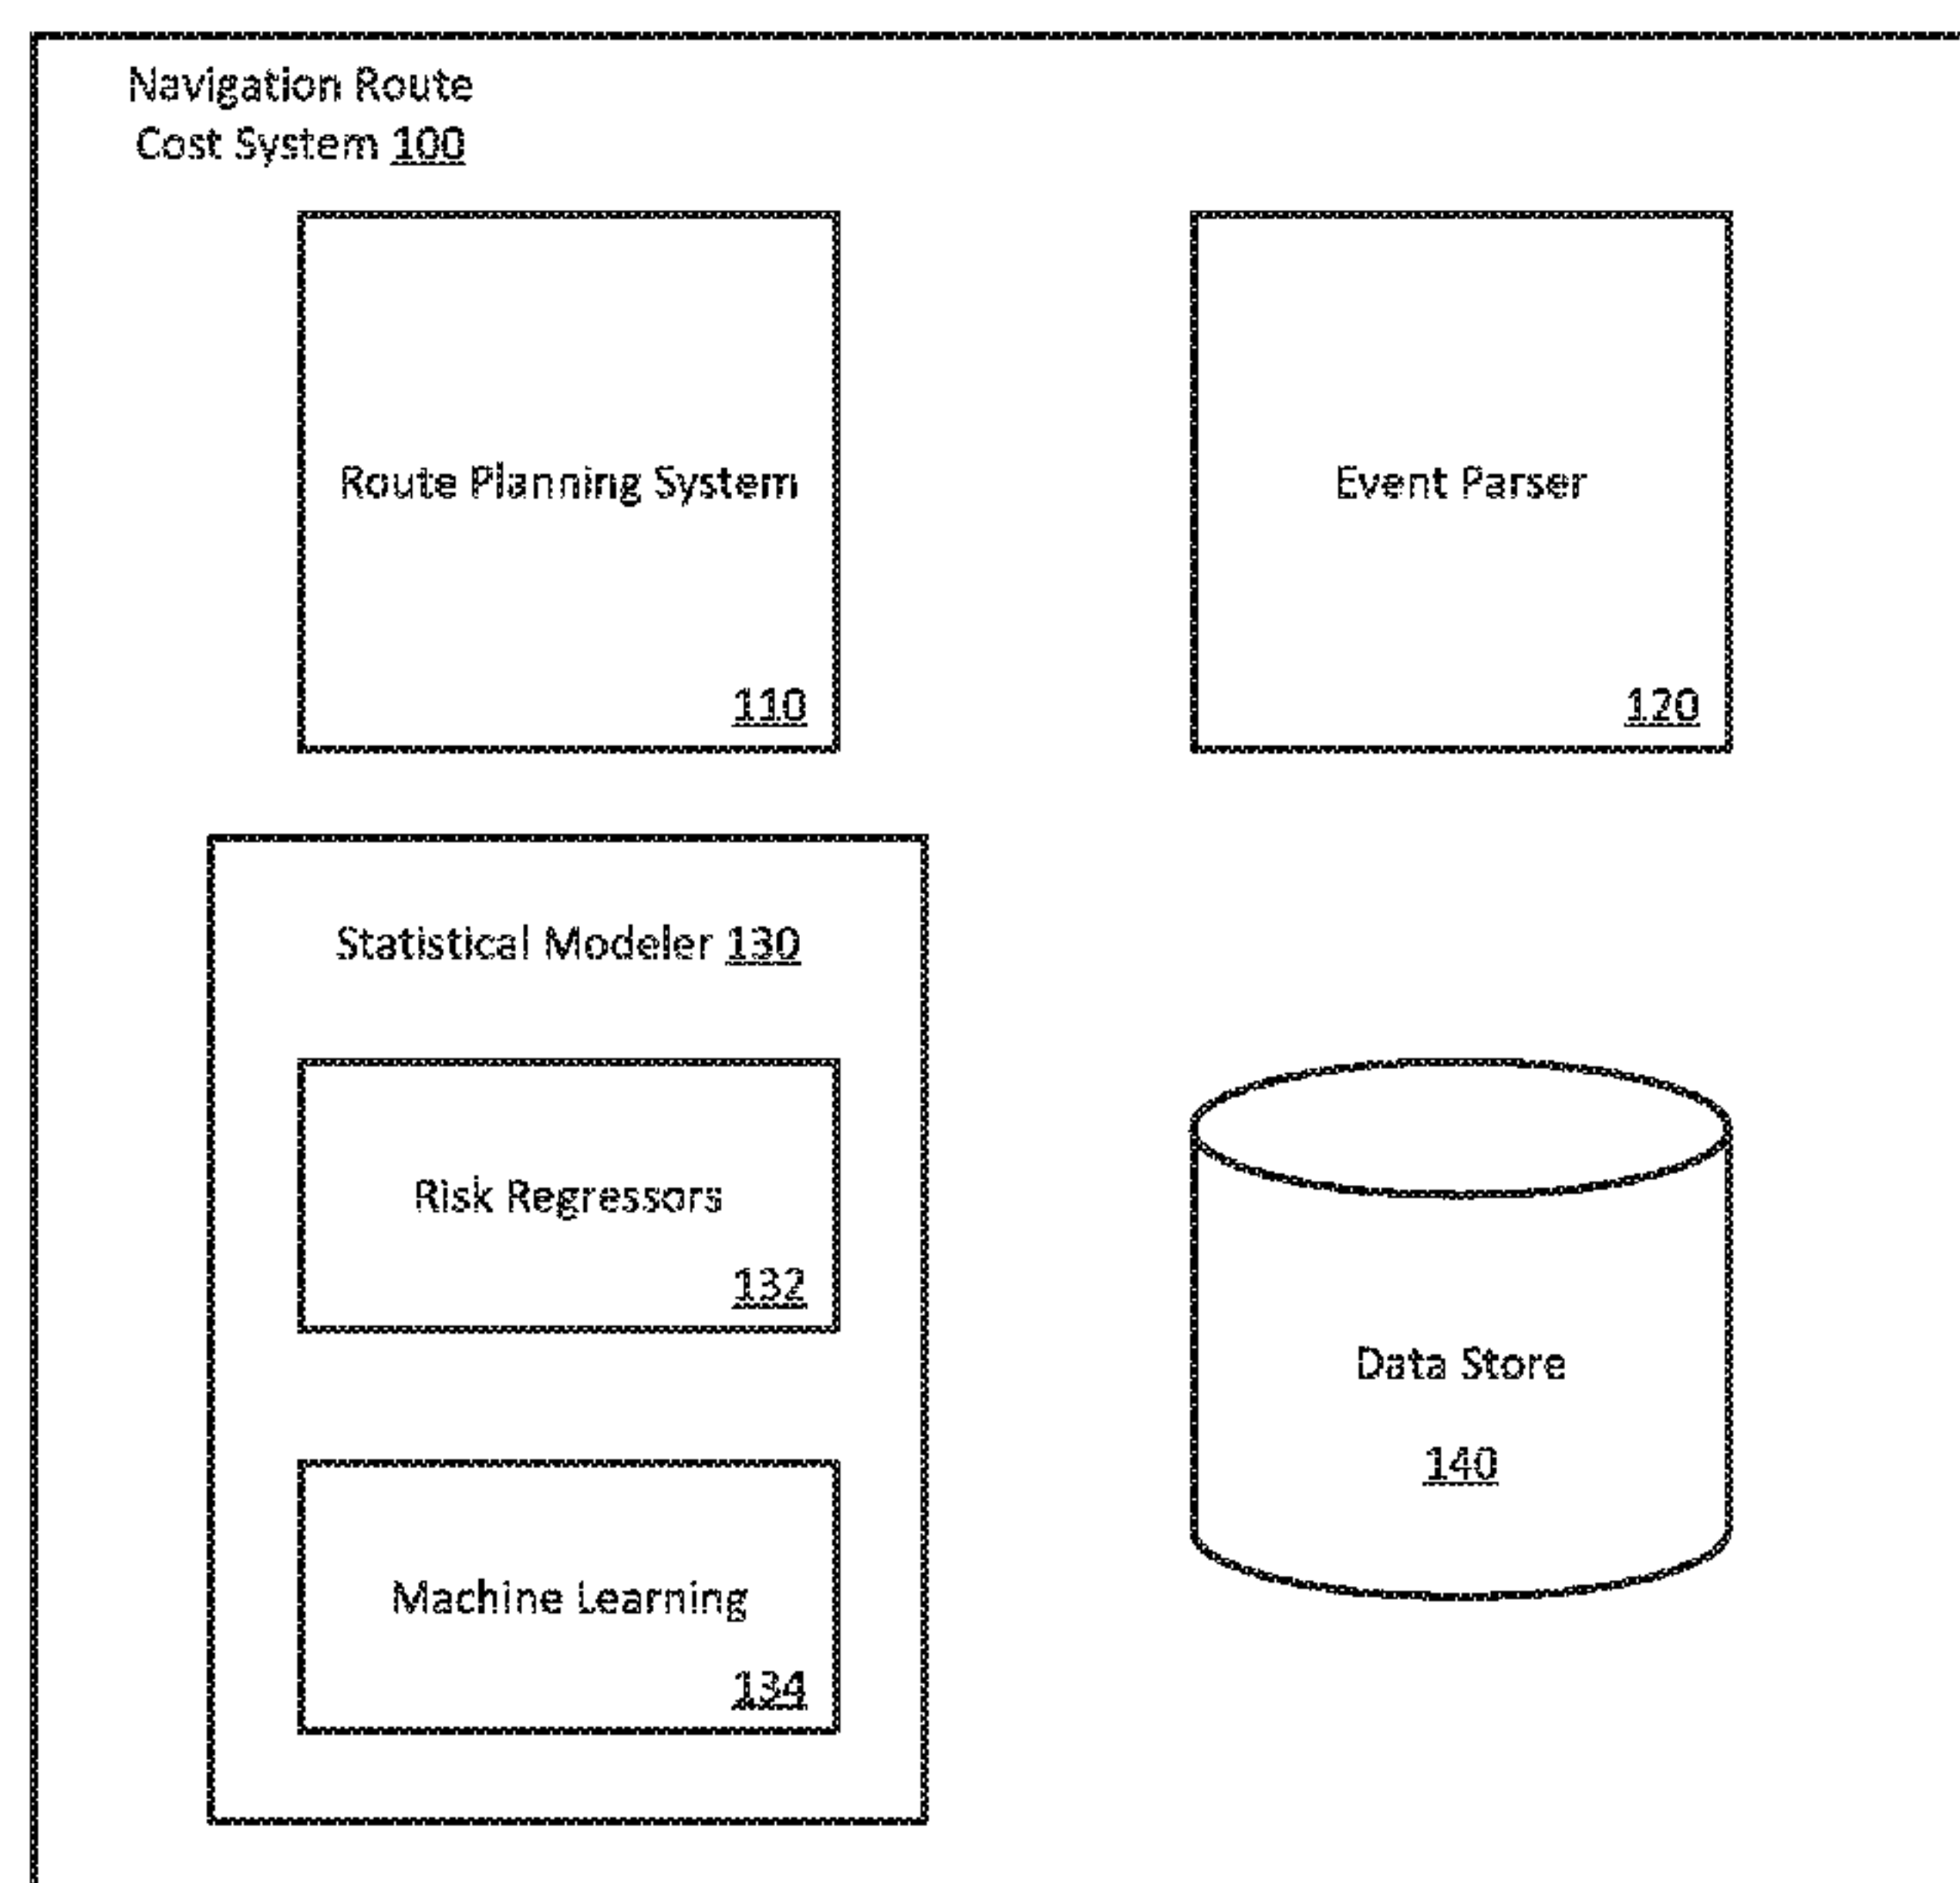 Navigation Route
Cost System 100
Route Planning System
110
Event Parser
120
Statistical Modeler 130
Risk Regressors
132
Machine Learning
134
Data Store
140